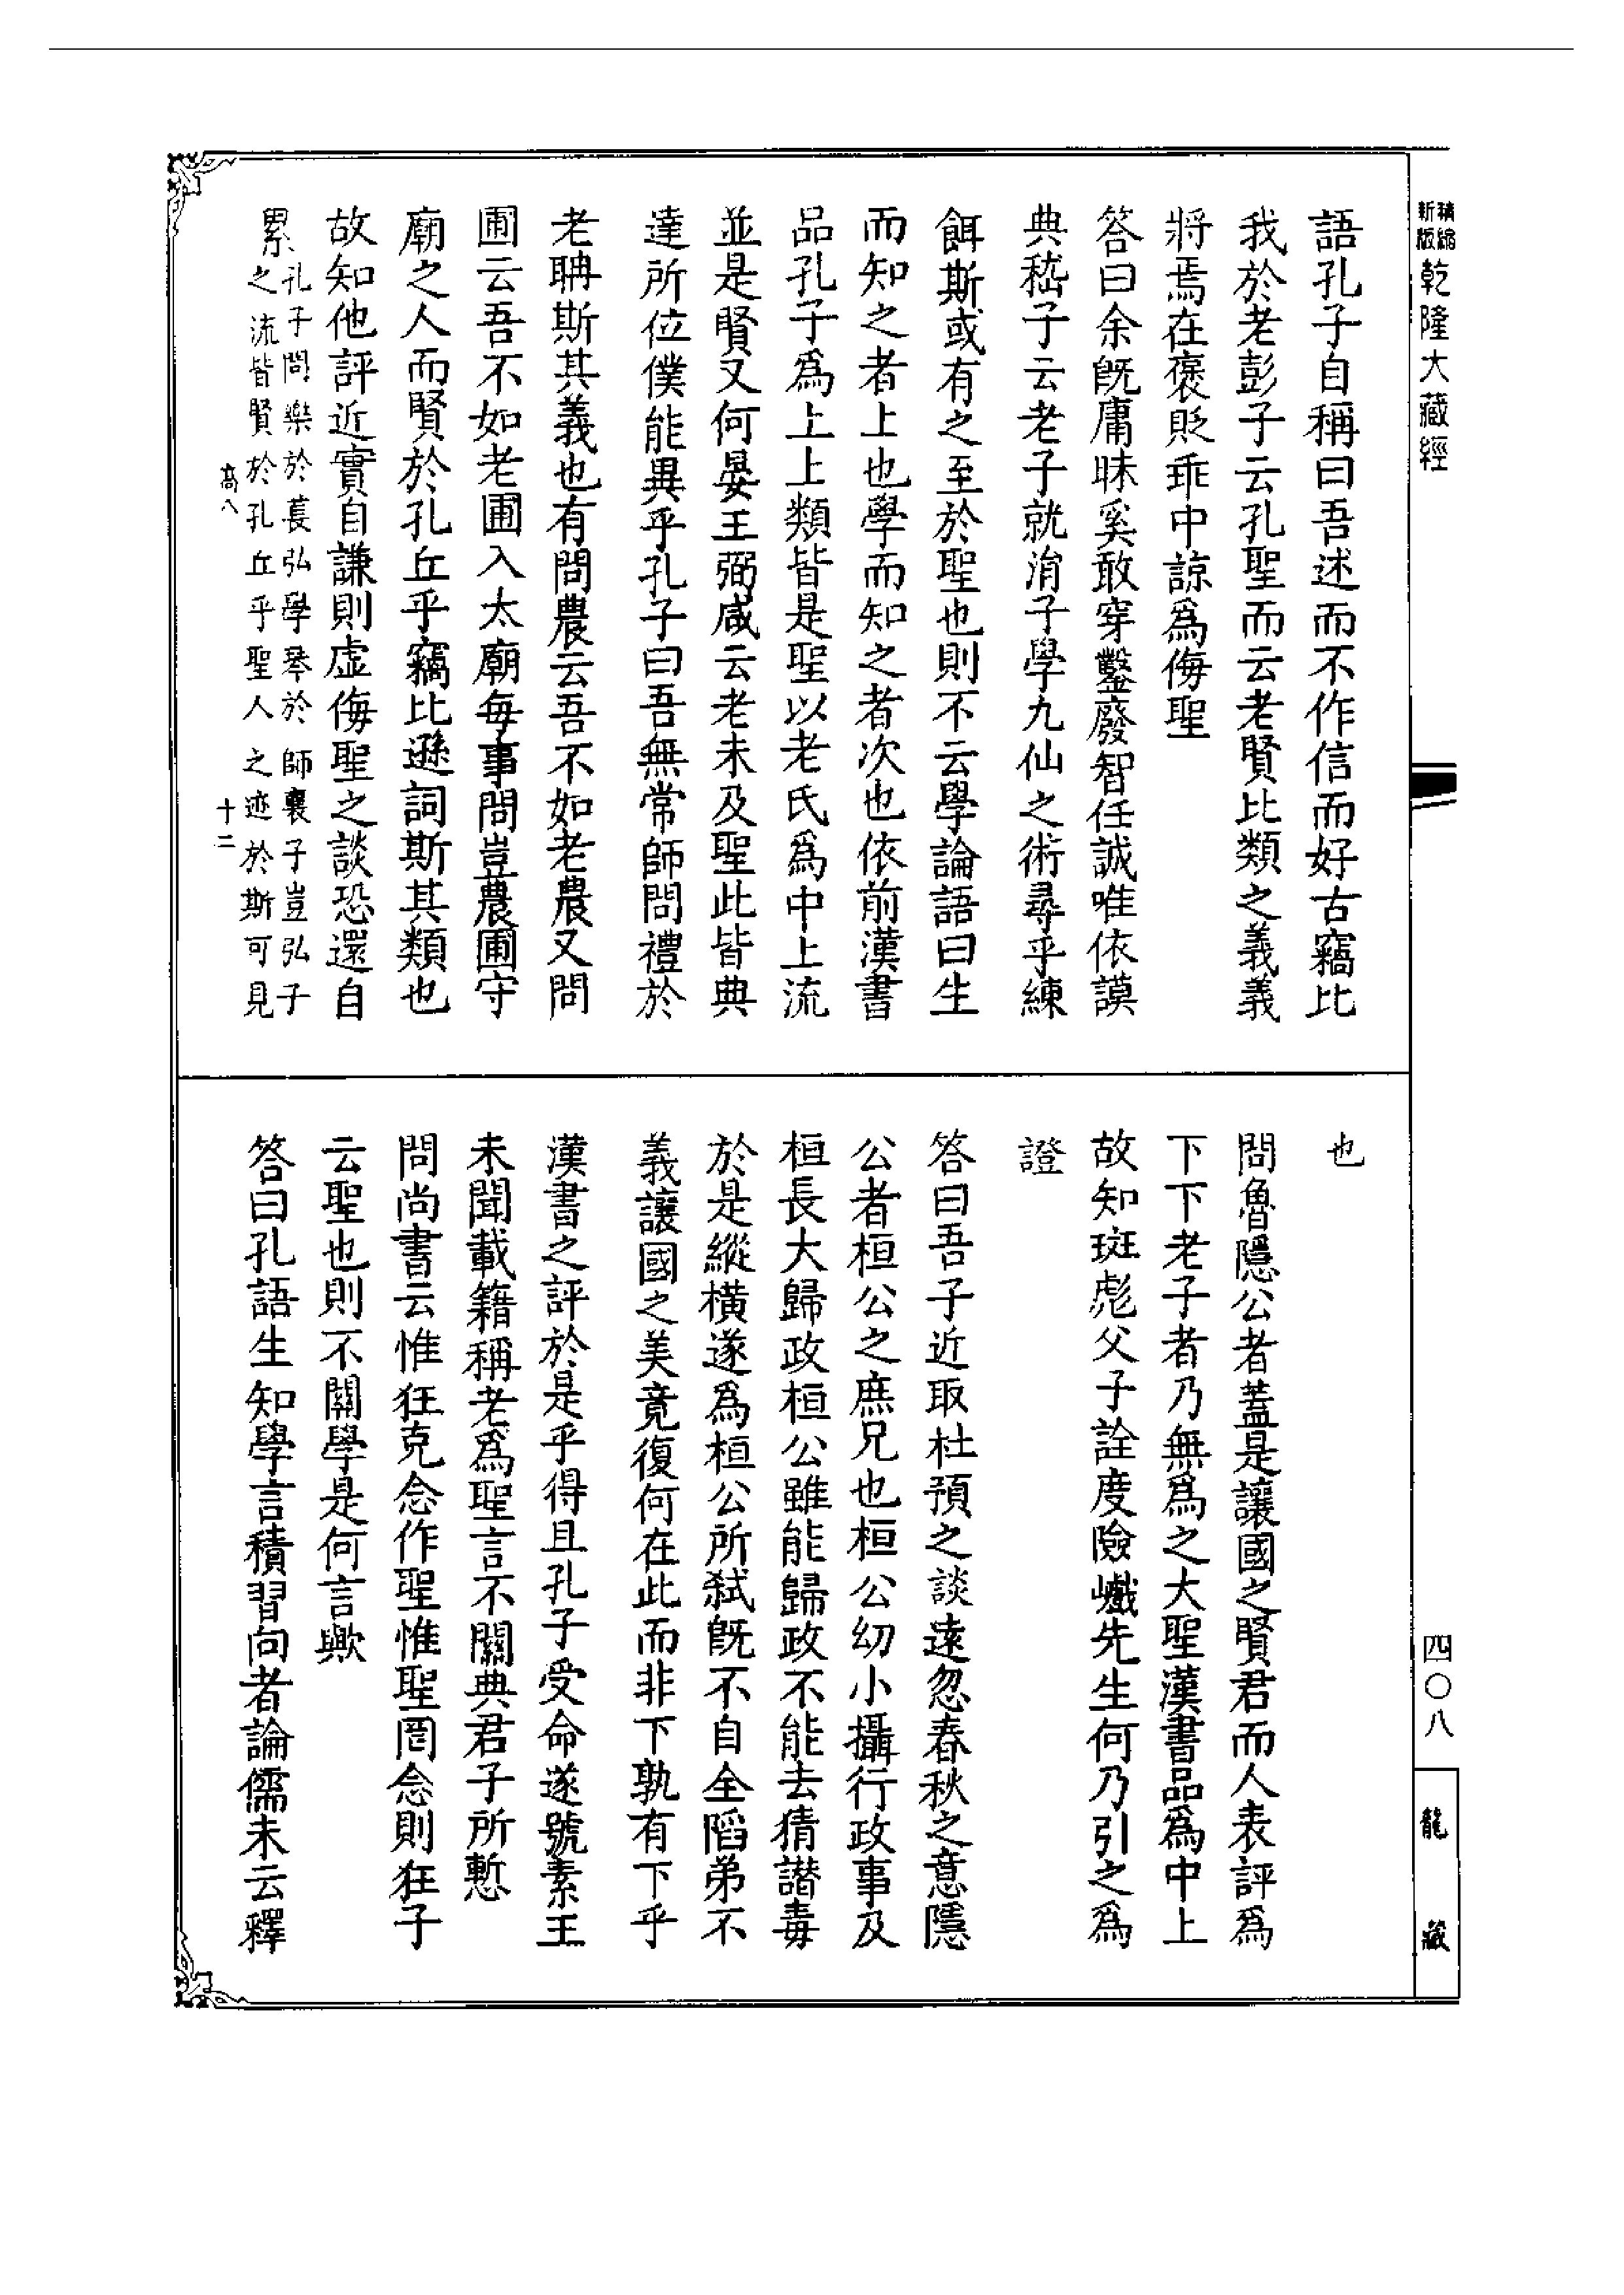 精縮新版乾隆大藏經
語孔子自稱曰吾述而不作信而好古竊比
我於老彭子云孔聖而云老賢比類之義義
將焉在褒貶乖中諒爲侮聖
答曰余旣庸昧奚敢穿鑿廢智任誠唯依謨
典嵇子云老子就涓子學九仙之術尋乎練
餌斯或有之至於聖也則不云學論語曰生
而知之者上也學而知之者次也依前漢書
品孔子爲上上類皆是聖以老氏爲中上流
並是賢又何晏王弼咸云老未及聖此皆典
達所位僕能異乎孔子曰吾無常師問禮於
老聃斯其義也有問農云吾不如老農又問
圃云吾不如老圃入太廟每事問豈農圃守
廟之人而賢於孔丘乎竊比遜詞斯其類也
故知他評近實自謙則虛侮聖之談恐還自
累孔子問樂於萇弘學琴於師襄子豈弘子
之流皆賢於孔丘乎聖人之迹於斯可見
高八 十二
也
問魯隱公者蓋是讓國之賢君而人表評爲
下下老子者乃無爲之大聖漢書品爲中上
故知班彪父子詮度險巇先生何乃引之爲
證
答曰吾子近取杜預之談遠忽春秋之意隱
公者桓公之庶兄也桓公幼小攝行政事及
桓長大歸政桓公雖能歸政不能去猜譖毒
於是縱橫遂爲桓公所弒旣不自全陷弟不
義讓國之美竟復何在此而非下孰有下乎
漢書之評於是乎得且孔子受命遂號素王
未聞載籍稱老爲聖言不關典君子所慙
問尚書云惟狂克念作聖惟聖罔念則狂子
云聖也則不關學是何言歟
答曰孔語生知學言積習向者論儒未云釋
四〇八
龍藏